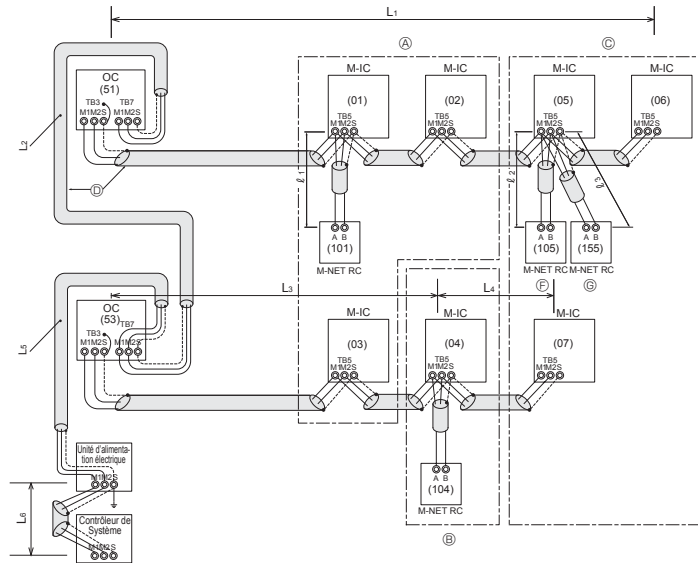 L1
Ⓐ
Ⓒ
M-IC
M-IC
M-IC
M-IC
OC
(51)
TB3
TB7
M1M2S
M1M2S
(01)
TB5
M1M2S
(02)
TB5
M1M2S
(05)
TB5
M1M2S
(06)
TB5
M1M2S
L2
Ⓓ
ℓ1
ℓ2
ℓ3
A B
(101)
M-NET RC
A B
(105)
M-NET RC
A B
(155)
M-NET RC
Ⓕ
Ⓖ
L3
L4
OC
(53)
TB3
TB7
M1M2S
M1M2S
M-IC
M-IC
M-IC
(03)
TB5
M1M2S
(04)
TB5
M1M2S
(07)
TB5
M1M2S
L5
Unité d'alimenta-
tion électrique
M1M2S
A B
(104)
M-NET RC
L6
Contrôleur de
Système
M1M2S
Ⓑ